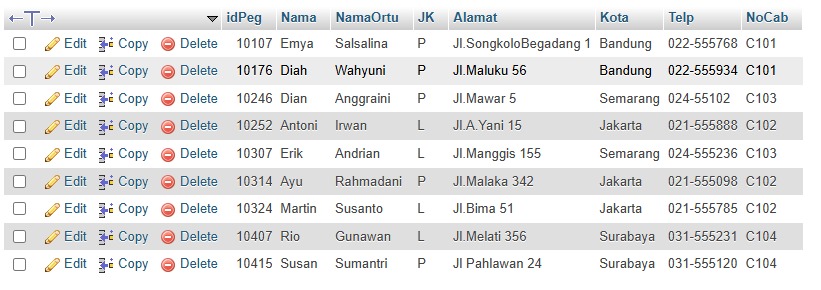 idPeg Nama NamaOrtu JK Alamat Kota Telp NoCab
Edit Copy Delete 10107 Emya Salsalina P Jl.SongkoloBegadang 1 Bandung 022-555768 C101
Edit Copy Delete 10176 Diah Wahyuni P Jl.Maluku 56 Bandung 022-555934 C101
Edit Copy Delete 10246 Dian Anggraini P Jl.Mawar 5 Semarang 024-55102 C103
Edit Copy Delete 10252 Antoni Irwan L Jl.A.Yani 15 Jakarta 021-555888 C102
Edit Copy Delete 10307 Erik Andrian L Jl.Manggis 155 Semarang 024-555236 C103
Edit Copy Delete 10314 Ayu Rahmadani P Jl.Malaka 342 Jakarta 021-555098 C102
Edit Copy Delete 10324 Martin Susanto L Jl.Bima 51 Jakarta 021-555785 C102
Edit Copy Delete 10407 Rio Gunawan L Jl.Melati 356 Surabaya 031-555231 C104
Edit Copy Delete 10415 Susan Sumantri P Jl Pahlawan 24 Surabaya 031-555120 C104